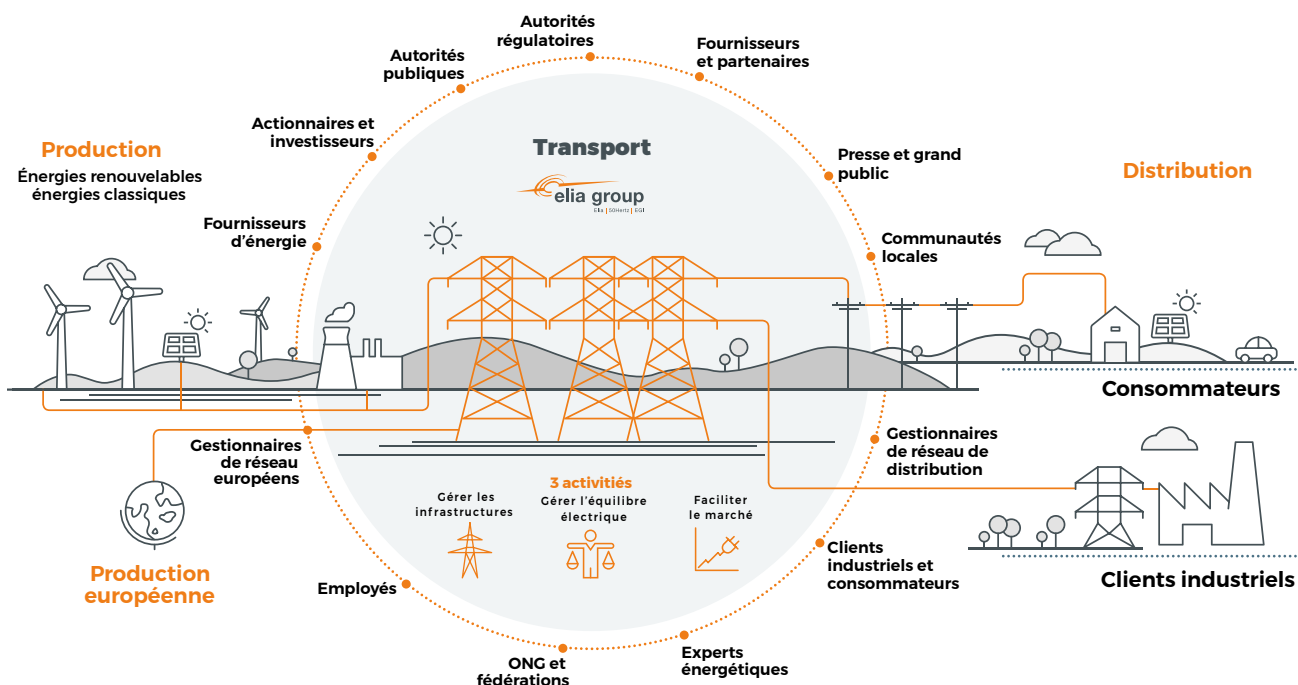 Autorités
régulatoires
Fournisseurs
et partenaires
Autorités
publiques
Actionnaires et
investisseurs
Production
Énergies renouvelables
énergies classiques
Transport
elia group
Elia | 50Hertz | EGI
Presse et grand
public
Distribution
Fournisseurs
d'énergie
Communautés
locales
Consommateurs
Gestionnaires
de réseau
européens
Gestionnaires
de réseau de
distribution
3 activitiés
Gérer les
infrastructures
Gérer l'équilibre
électrique
Faciliter
le marché
Production
européenne
Employés
Clients
industriels et
consommateurs
Clients industriels
ONG et
fédérations
Experts
énergétiques